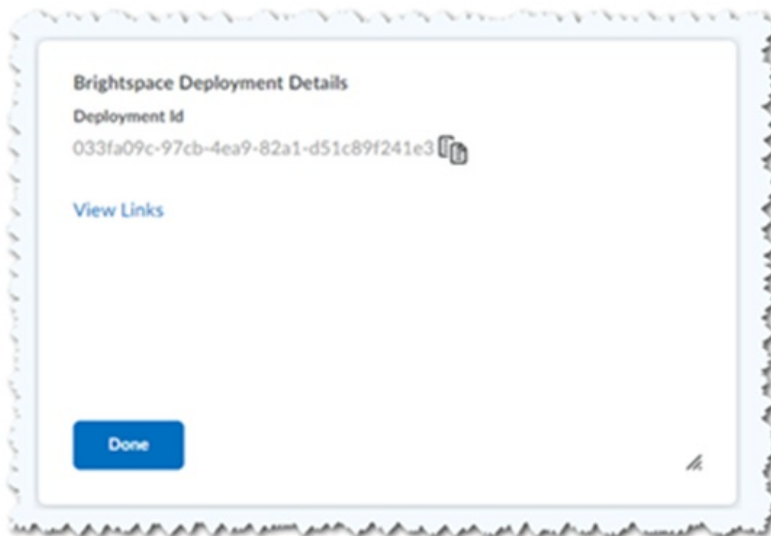 Brightspace Deployment Details
Deployment Id
033fa09c-97cb-4ea9-82a1-d51c89f241e3
View Links
Done